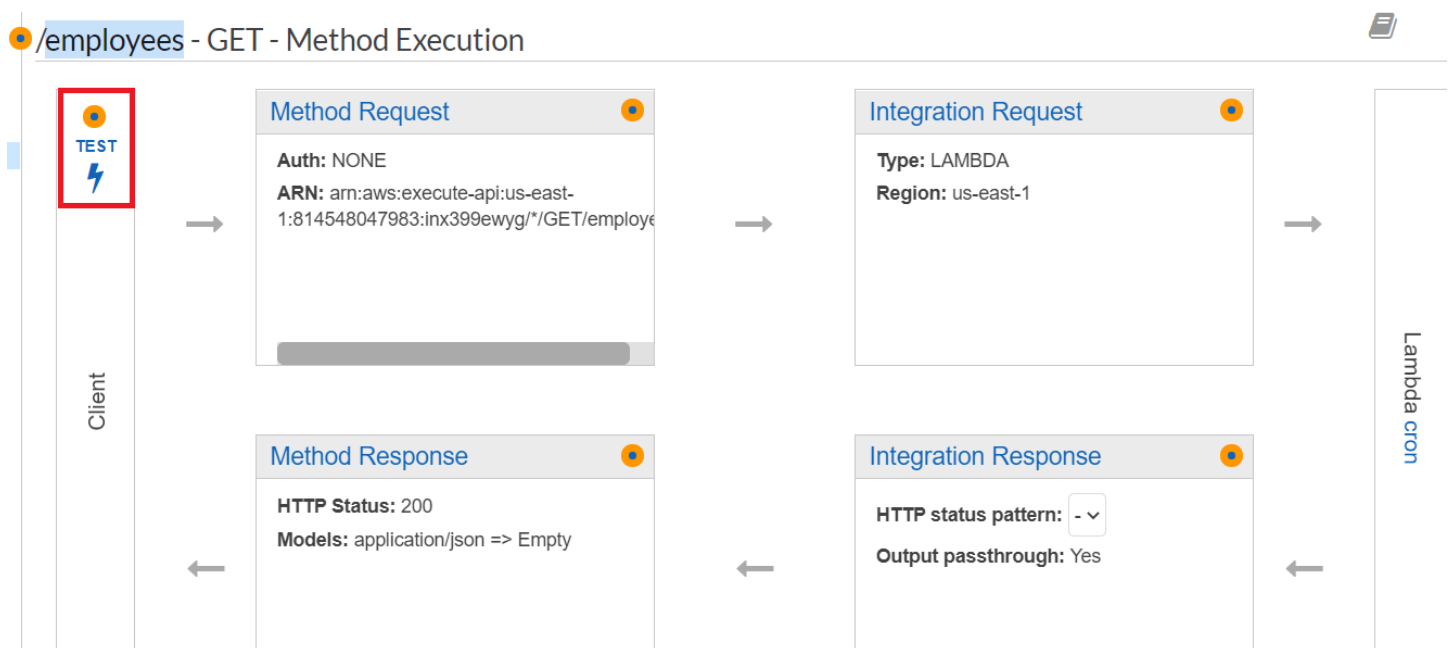 /employees - GET - Method Execution
TEST
Client
Method Request
Auth: NONE
ARN: arn:aws:execute-api:us-east-
1:814548047983:inx399ewyg/*/GET/employe
Integration Request
Type: LAMBDA
Region: us-east-1
Lambda cron
Method Response
HTTP Status: 200
Models: application/json => Empty
Integration Response
HTTP status pattern: -
Output passthrough: Yes